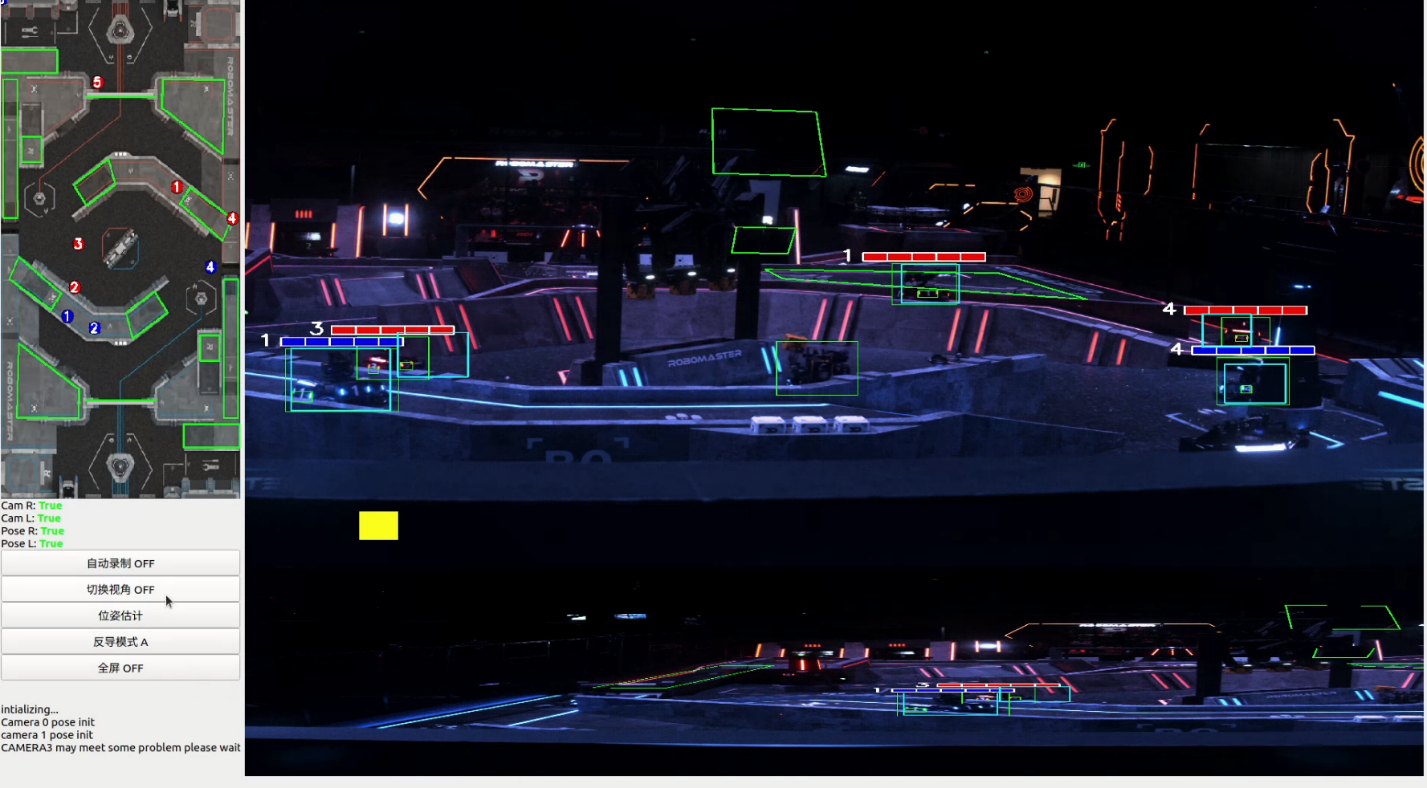 5
ROBOMASTER
1
4
3
4
2
1
2
R
ROBOMASTER
Cam R: True
Cam L: True
Pose R: True
Pose L: True
自动录制 OFF
切换视角 OFF
位姿估计
反导模式 A
全屏 OFF
intializing...
Camera 0 pose init
camera 1 pose init
CAMERA3 may meet some problem please wait
ROBOMASTER
R
1
3
1
4
4
ROBOMASTER
3
1